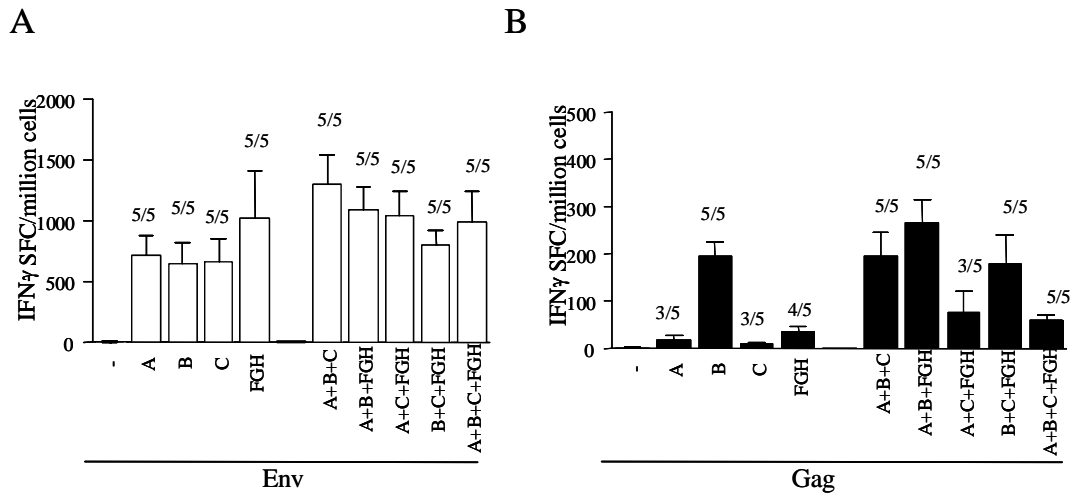 A
B
IFNγ SFC/million cells
2000
1500
1000
500
0
5/5
5/5
5/5
5/5
5/5
5/5
5/5
5/5
5/5
-
A
B
C
FGH
A+B+C
A+B+FGH
A+C+FGH
B+C+FGH
A+B+C+FGH
Env
IFNγ SFC/million cells
500
400
300
200
100
0
3/5
5/5
3/5
4/5
5/5
5/5
3/5
5/5
5/5
-
A
B
C
FGH
A+B+C
A+B+FGH
A+C+FGH
B+C+FGH
A+B+C+FGH
Gag